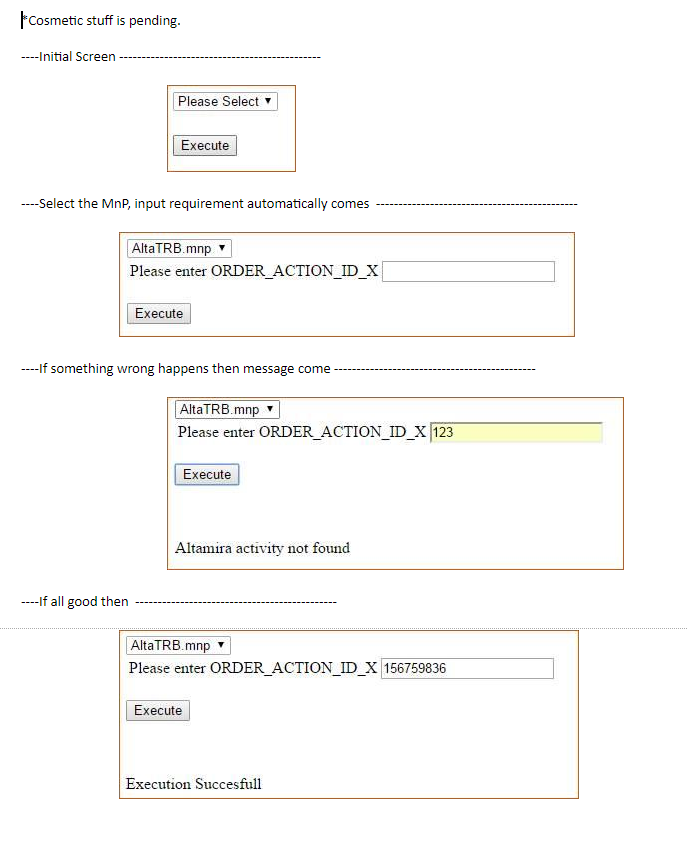 *Cosmetic stuff is pending.
----Initial Screen --------------------------------------------
Please Select ▼
Execute
----Select the MnP, input requirement automatically comes --------------------------------------------
AltaTRB.mnp ▼
Please enter ORDER_ACTION_ID_X
Execute
----If something wrong happens then message come --------------------------------------------
AltaTRB.mnp ▼
Please enter ORDER_ACTION_ID_X 123
Execute
Altamira activity not found
----If all good then --------------------------------------------
AltaTRB.mnp ▼
Please enter ORDER_ACTION_ID_X 156759836
Execute
Execution Succesfull